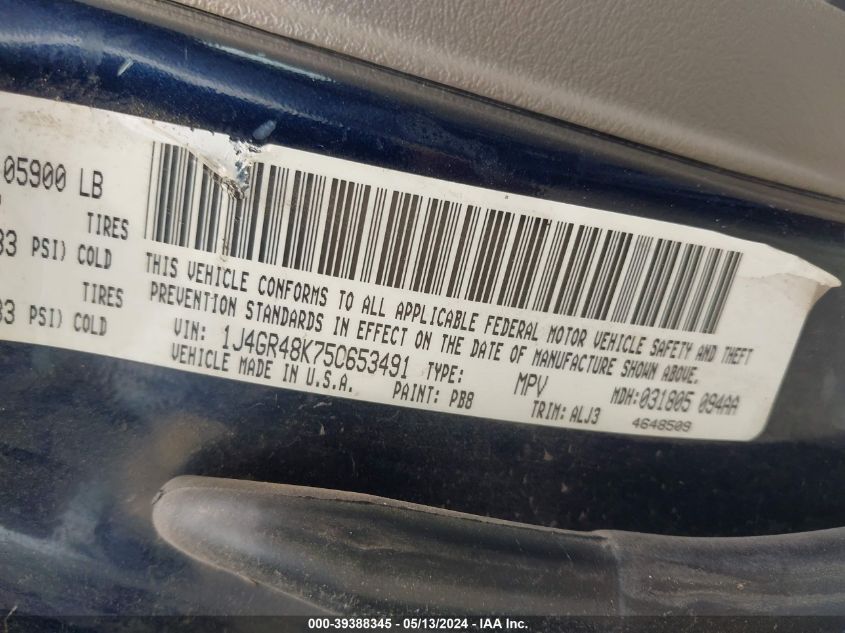 05900 LB
TIRES
33 PSI) COLD
TIRES
33 PSI) COLD
THIS VEHICLE CONFORMS TO ALL APPLICABLE FEDERAL MOTOR VEHICLE SAFETY AND THEFT
PREVENTION STANDARDS IN EFFECT ON THE DATE OF MANUFACTURE SHOWN ABOVE.
VIN: 1J4GR48K75C653491 TYPE: MPV MDH:031805 094AA
VEHICLE MADE IN U.S.A. PAINT: PB8 TRIM: ALJ3 4648509
000-39388345 - 05/13/2024 - IAA Inc.